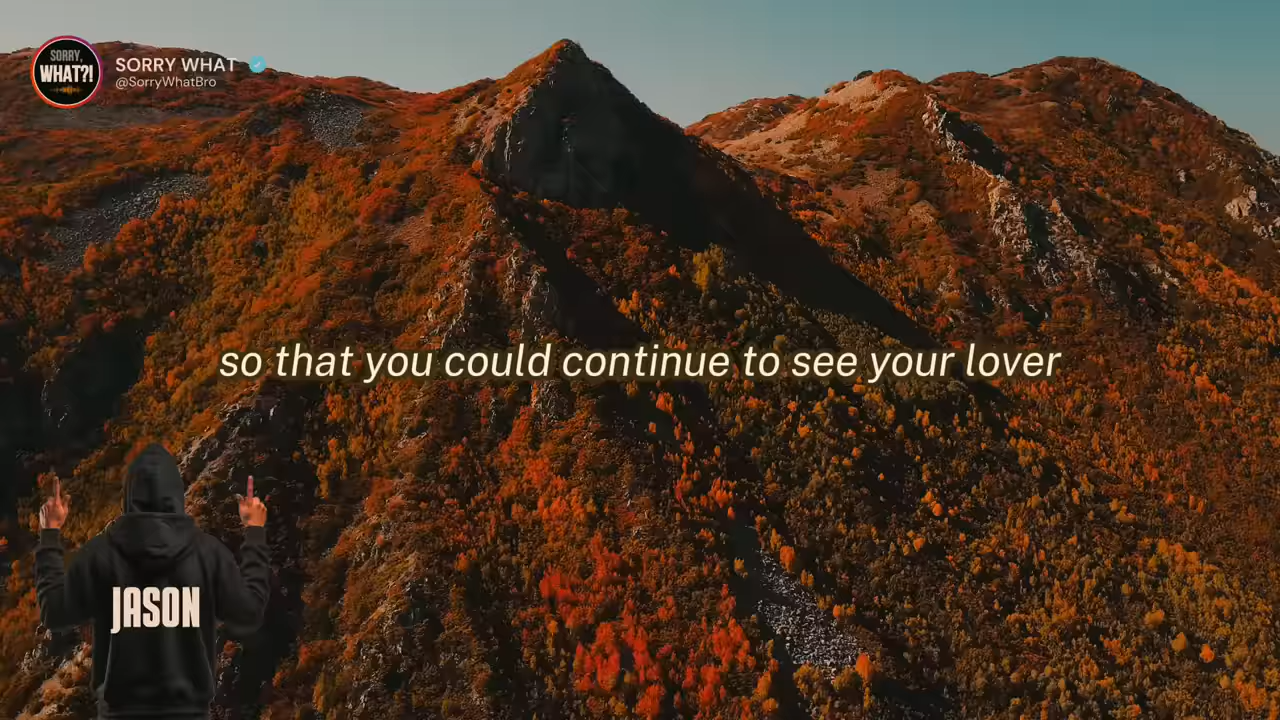 SORRY,
WHAT?!
SORRY WHAT
@SorryWhatBro
so that you could continue to see your lover
JASON